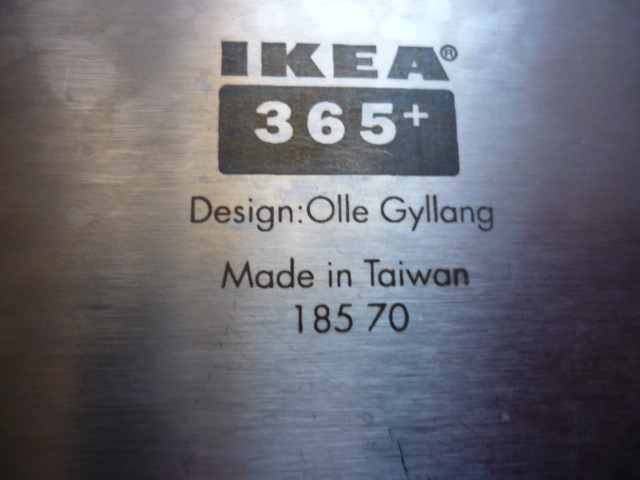 IKEA®
365+
Design:Olle Gyllang
Made in Taiwan
185 70